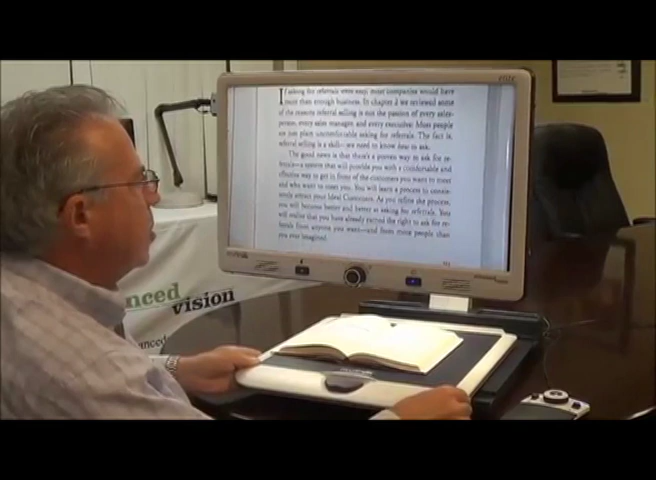 If asking for referrals were easy, most companies would have
more than enough business. In chapter 2 we reviewed some
of the reasons referral selling is not the passion of every sales-
person, every sales manager, and every executive: Most people
are just plain uncomfortable asking for referrals. The fact is,
referral selling is a skill—we need to know how to ask.
The good news is that there's a proven way to ask for re-
ferrals—a system that will provide you with a comfortable and
effective way to get in front of the customers you want to meet
and who want to meet you. You will learn a process to consis-
tently attract your Ideal Customers. As you refine the process,
you will become better and better at asking for referrals. You
will realize that you have already earned the right to ask for re-
ferrals from anyone you want—and from more people than
you ever imagined.
nced vision